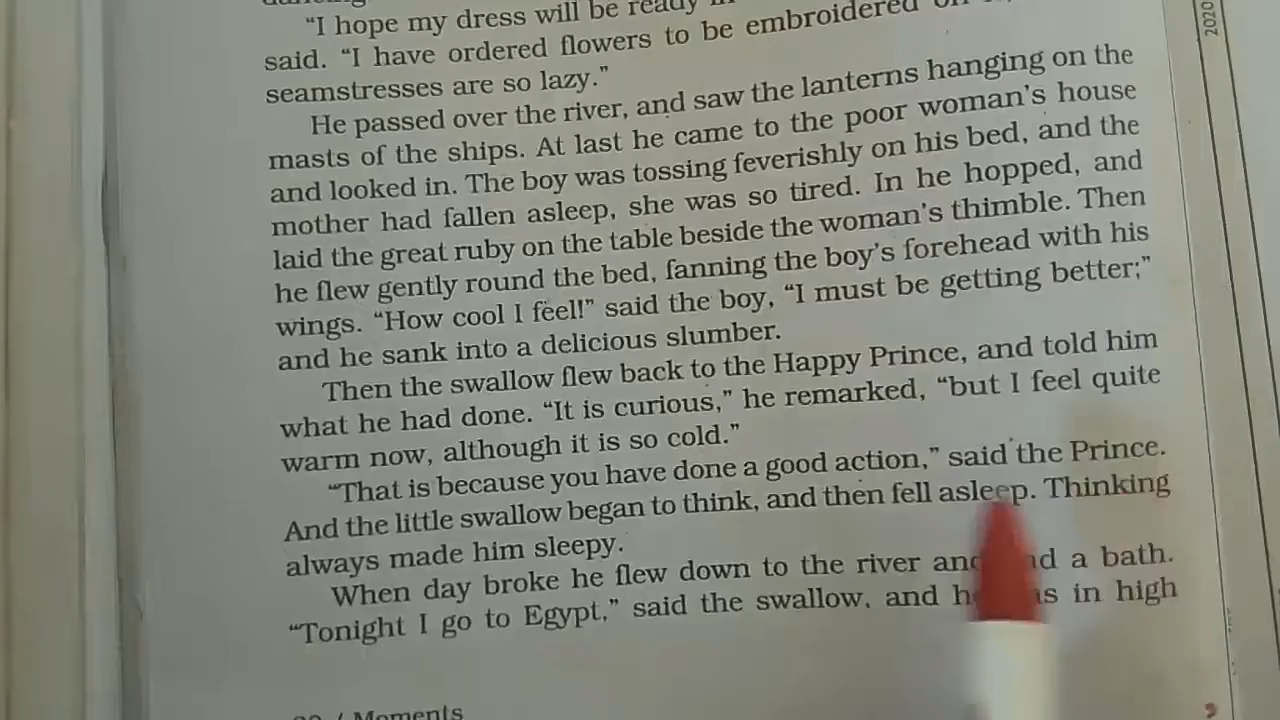 "I hope my dress will be ready
said. "I have ordered flowers to be embroidered on
seamstresses are so lazy."
He passed over the river, and saw the lanterns hanging on the
masts of the ships. At last he came to the poor woman's house
and looked in. The boy was tossing feverishly on his bed, and the
mother had fallen asleep, she was so tired. In he hopped, and
laid the great ruby on the table beside the woman's thimble. Then
he flew gently round the bed, fanning the boy's forehead with his
wings. "How cool I feel!" said the boy, "I must be getting better;"
and he sank into a delicious slumber.
Then the swallow flew back to the Happy Prince, and told him
what he had done. "It is curious," he remarked, "but I feel quite
warm now, although it is so cold."
"That is because you have done a good action," said the Prince.
And the little swallow began to think, and then fell asleep. Thinking
always made him sleepy.
When day broke he flew down to the river and a bath.
"Tonight I go to Egypt," said the swallow, and in high
/ Moments
2020